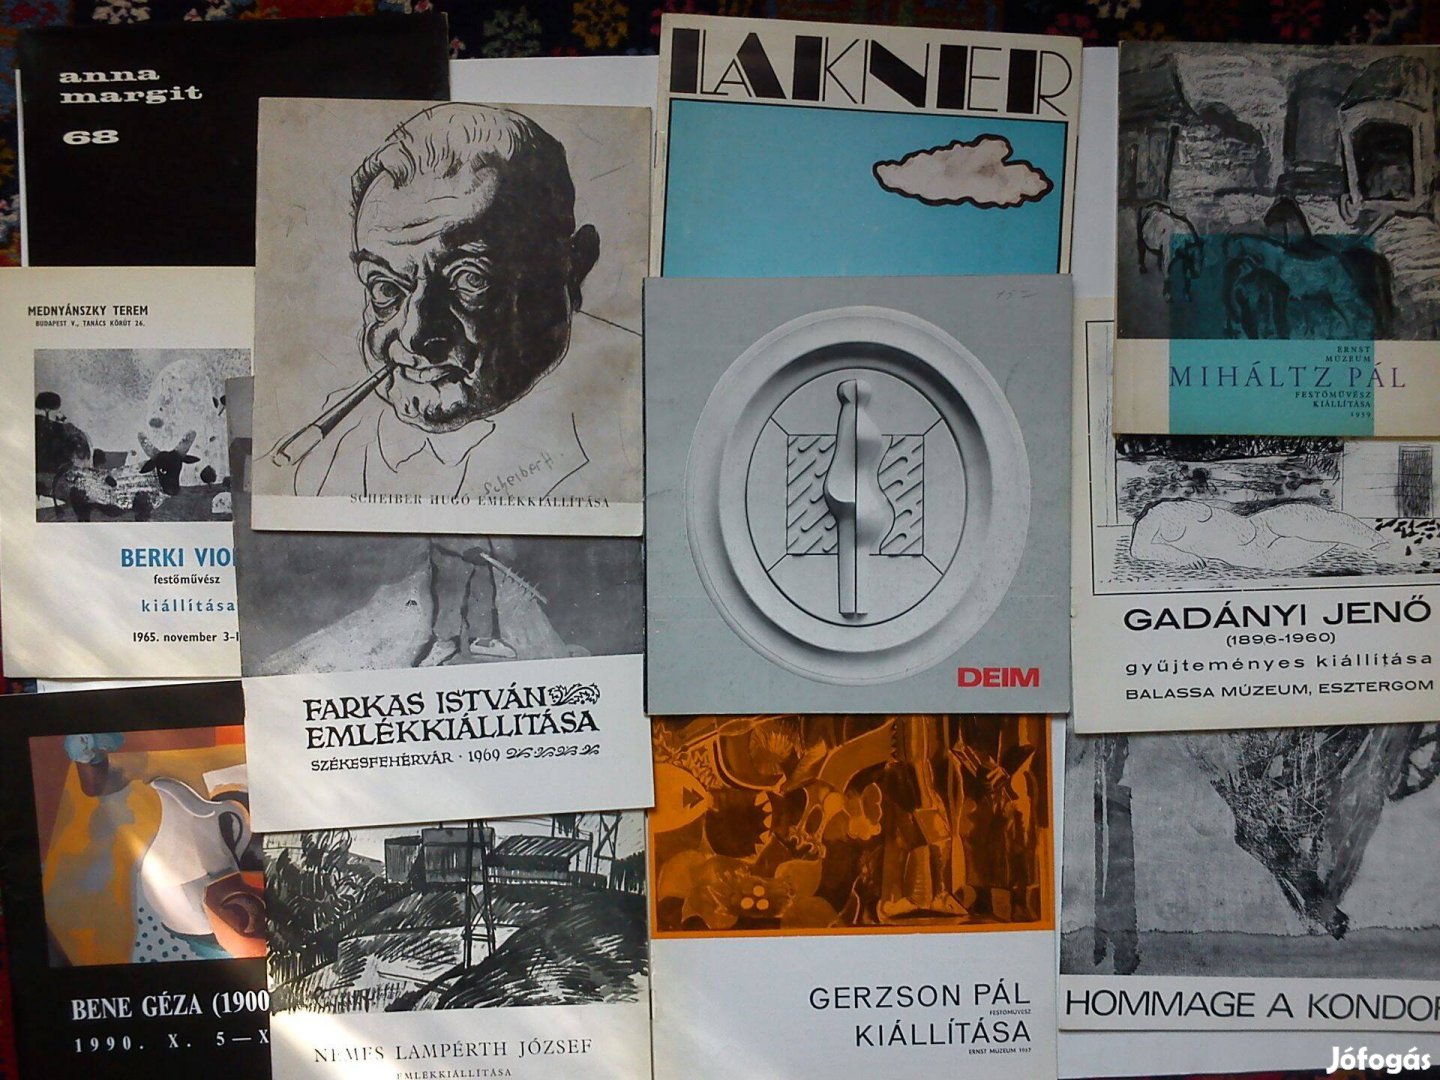 anna
margit
68
LAKNER
ERNST
MÚZEUM
MIHÁLTZ PÁL
FESTŐMŰVÉSZ
KIÁLLÍTÁSA
1959
MEDNYÁNSZKY TEREM
BUDAPEST V., TANÁCS KÖRÚT 26.
BERKI VIO
festőművész
kiállítása
1965. november 3-1
Scheiber H.
SCHEIBER HUGÓ EMLÉKKIÁLLÍTÁSA
DEIM
GADÁNYI JENŐ
(1896-1960)
gyűjteményes kiállítása
BALASSA MÚZEUM, ESZTERGOM
FARKAS ISTVÁN
EMLÉKKIÁLLITÁSA
SZÉKESFEHÉRVÁR · 1969
BENE GÉZA (1900
1990. X. 5—X
NEMES LAMPÉRTH JÓZSEF
EMLÉKKIÁLLÍTÁSA
GERZSON PÁL
FESTŐMŰVÉSZ
KIÁLLÍTÁSA
ERNST MUZEUM
HOMMAGE A KONDOR
Jófogás